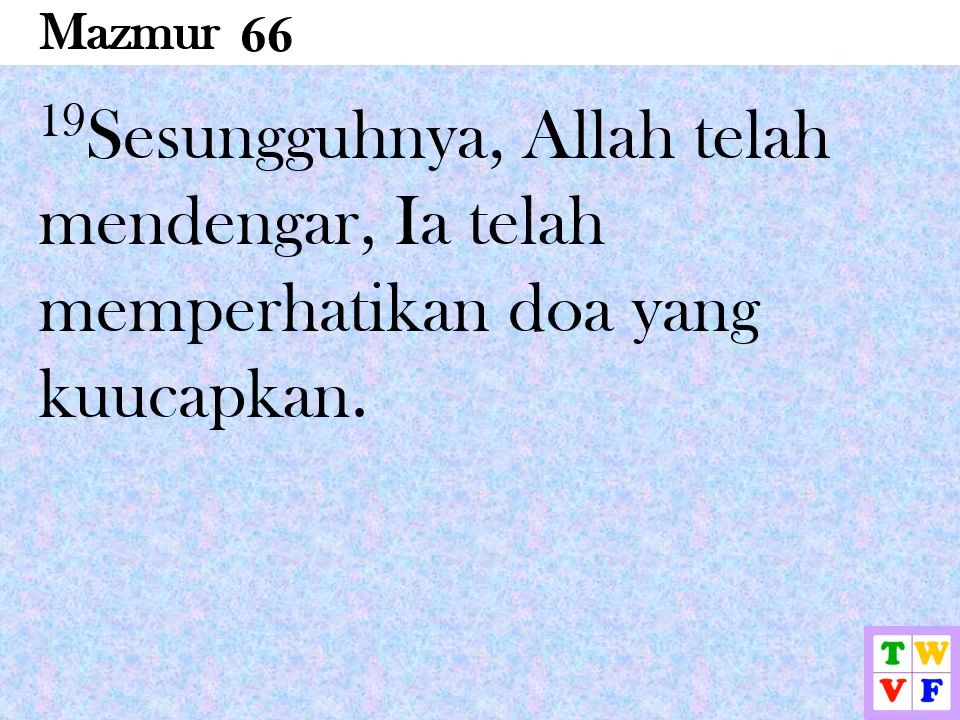 Mazmur 66
19Sesungguhnya, Allah telah
mendengar, Ia telah
memperhatikan doa yang
kuucapkan.
T W
V F